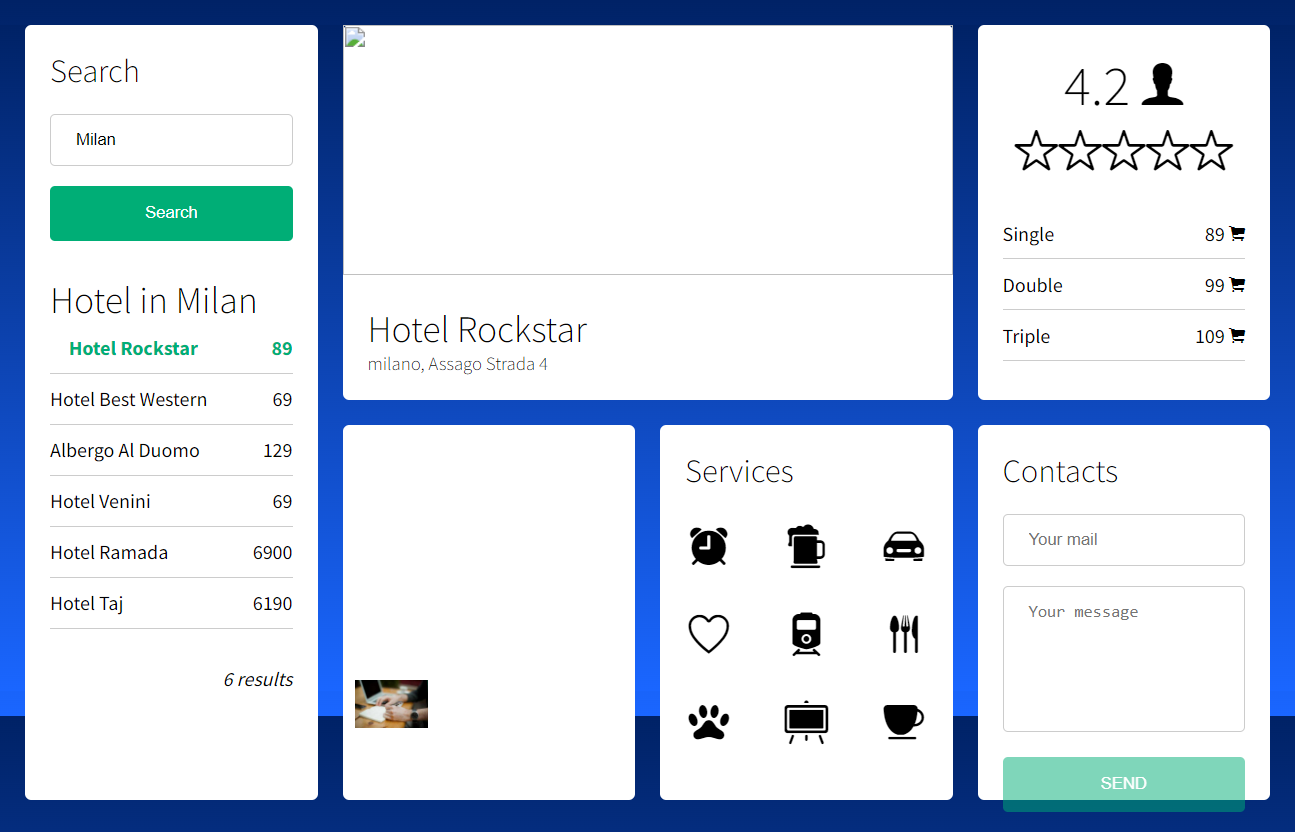 Search
Milan
Search
Hotel in Milan
Hotel Rockstar 89
Hotel Best Western 69
Albergo Al Duomo 129
Hotel Venini 69
Hotel Ramada 6900
Hotel Taj 6190
6 results
Hotel Rockstar
milano, Assago Strada 4
4.2
Single 89
Double 99
Triple 109
Services
Contacts
Your mail
Your message
SEND